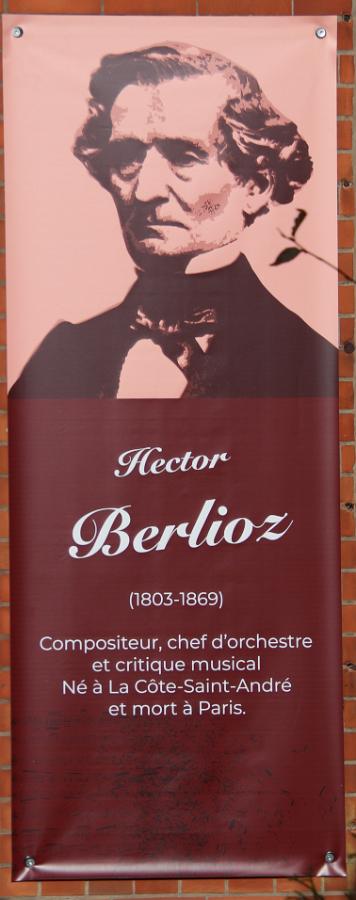 Hector
Berlioz
(1803-1869)
Compositeur, chef d'orchestre
et critique musical
Né à La Côte-Saint-André
et mort à Paris.